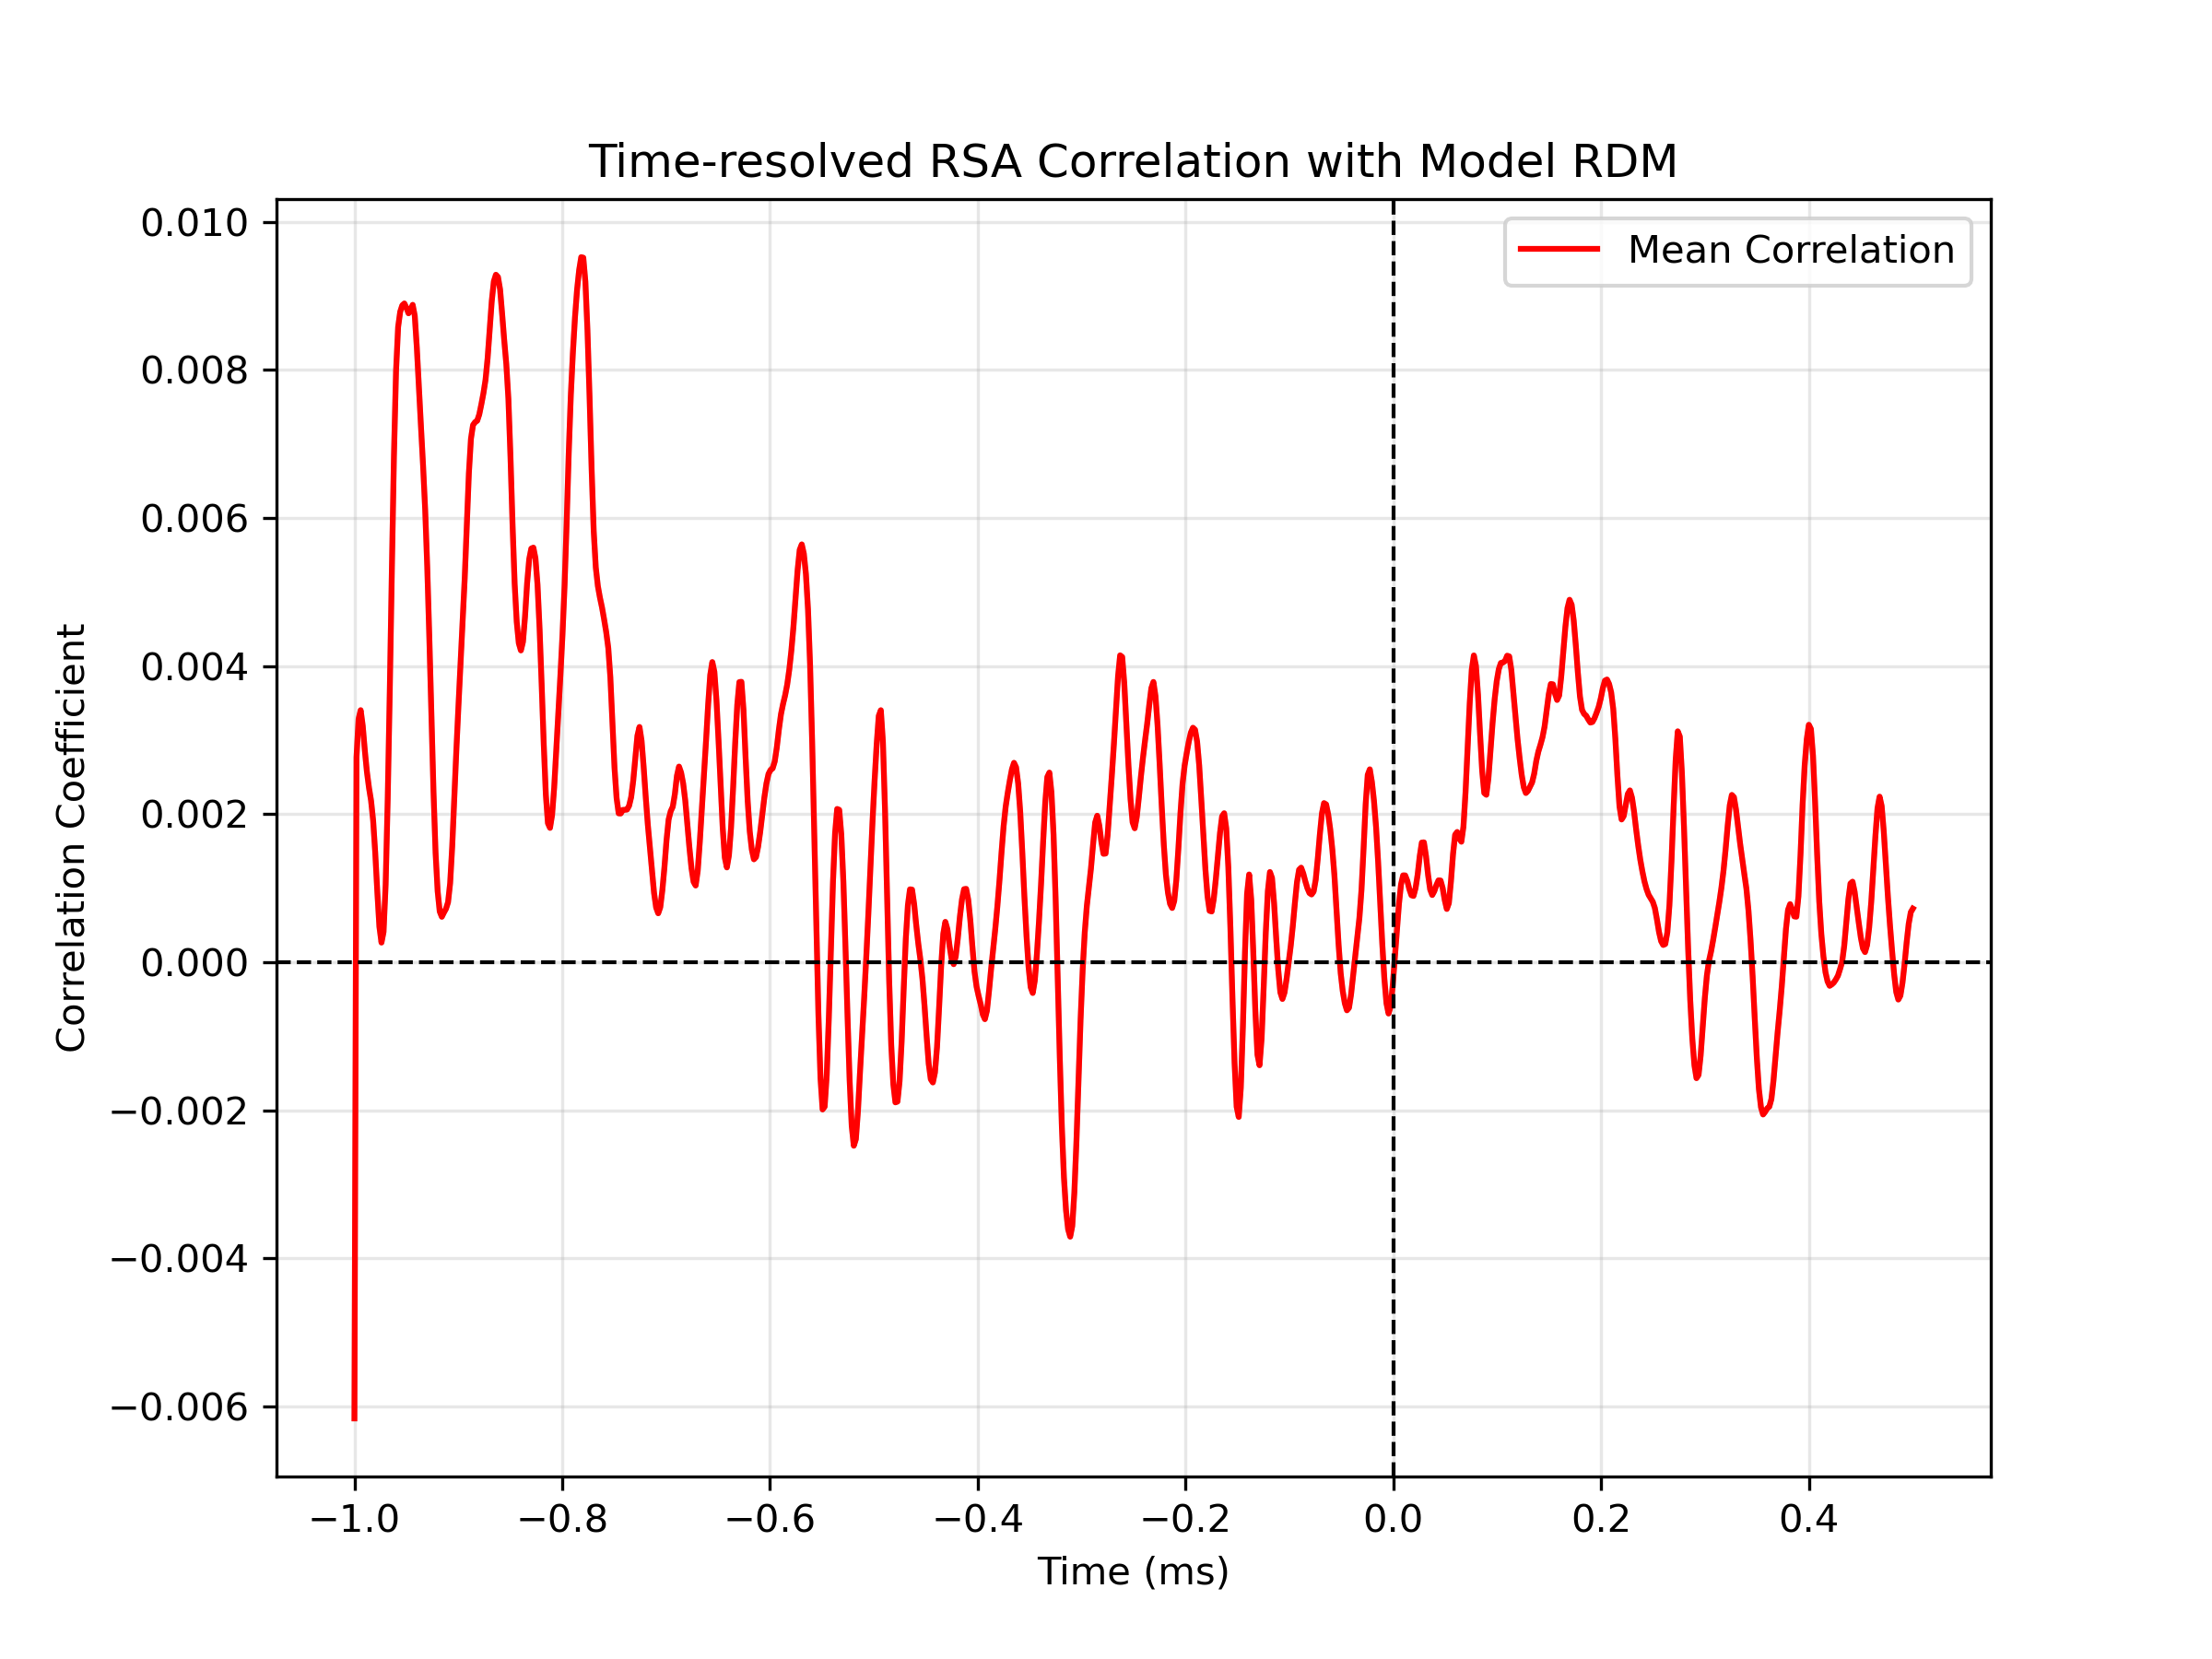 Time-resolved RSA Correlation with Model RDM
Mean Correlation
Correlation Coefficient
0.010
0.008
0.006
0.004
0.002
0.000
−0.002
−0.004
−0.006
−1.0 −0.8 −0.6 −0.4 −0.2 0.0 0.2 0.4
Time (ms)